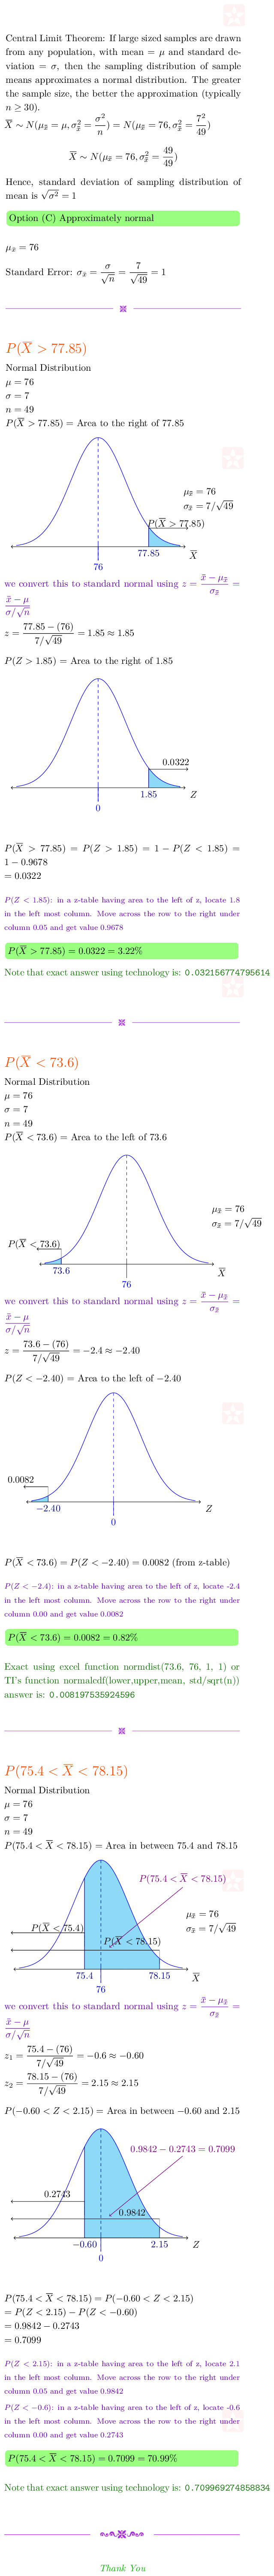 Central Limit Theorem: If large sized samples are drawn
from any population, with mean = μ and standard de-
viation = σ, then the sampling distribution of sample
means approximates a normal distribution. The greater
the sample size, the better the approximation (typically
n ≥ 30).
X̅ ∼ N(μx̅ = μ, σ²x̅ = σ²/n) = N(μx̅ = 76, σ²x̅ = 7²/49)
X̅ ∼ N(μx̅ = 76, σ²x̅ = 49/49)
Hence, standard deviation of sampling distribution of
mean is √σ² = 1
Option (C) Approximately normal
μx̅ = 76
Standard Error: σx̅ = σ/√n = 7/√49 = 1
P(X̅ > 77.85)
Normal Distribution
μ = 76
σ = 7
n = 49
P(X̅ > 77.85) = Area to the right of 77.85
μx̅ = 76
σx̅ = 7/√49
P(X̅ > 77.85)
77.85
X̅
76
we convert this to standard normal using z = (x̅ − μx̅)/σx̅ =
(x̅ − μ)/(σ/√n)
z = (77.85 − (76))/(7/√49) = 1.85 ≈ 1.85
P(Z > 1.85) = Area to the right of 1.85
0.0322
1.85
Z
0
P(X̅ > 77.85) = P(Z > 1.85) = 1 − P(Z < 1.85) =
1 − 0.9678
= 0.0322
P(Z < 1.85): in a z-table having area to the left of z, locate 1.8
in the left most column. Move across the row to the right under
column 0.05 and get value 0.9678
P(X̅ > 77.85) = 0.0322 = 3.22%
Note that exact answer using technology is: 0.032156774795614
P(X̅ < 73.6)
Normal Distribution
μ = 76
σ = 7
n = 49
P(X̅ < 73.6) = Area to the left of 73.6
μx̅ = 76
σx̅ = 7/√49
P(X̅ < 73.6)
73.6
X̅
76
we convert this to standard normal using z = (x̅ − μx̅)/σx̅ =
(x̅ − μ)/(σ/√n)
z = (73.6 − (76))/(7/√49) = −2.4 ≈ −2.40
P(Z < −2.40) = Area to the left of −2.40
0.0082
−2.40
Z
0
P(X̅ < 73.6) = P(Z < −2.40) = 0.0082 (from z-table)
P(Z < −2.4): in a z-table having area to the left of z, locate -2.4
in the left most column. Move across the row to the right under
column 0.00 and get value 0.0082
P(X̅ < 73.6) = 0.0082 = 0.82%
Exact using excel function normdist(73.6, 76, 1, 1) or
TI's function normalcdf(lower,upper,mean, std/sqrt(n))
answer is: 0.008197535924596
P(75.4 < X̅ < 78.15)
Normal Distribution
μ = 76
σ = 7
n = 49
P(75.4 < X̅ < 78.15) = Area in between 75.4 and 78.15
P(75.4 < X̅ < 78.15)
μx̅ = 76
σx̅ = 7/√49
P(X̅ < 75.4)
P(X̅ < 78.15)
75.4
78.15
X̅
76
we convert this to standard normal using z = (x̅ − μx̅)/σx̅ =
(x̅ − μ)/(σ/√n)
z₁ = (75.4 − (76))/(7/√49) = −0.6 ≈ −0.60
z₂ = (78.15 − (76))/(7/√49) = 2.15 ≈ 2.15
P(−0.60 < Z < 2.15) = Area in between −0.60 and 2.15
0.9842 − 0.2743 = 0.7099
0.2743
0.9842
−0.60
2.15
Z
0
P(75.4 < X̅ < 78.15) = P(−0.60 < Z < 2.15)
= P(Z < 2.15) − P(Z < −0.60)
= 0.9842 − 0.2743
= 0.7099
P(Z < 2.15): in a z-table having area to the left of z, locate 2.1
in the left most column. Move across the row to the right under
column 0.05 and get value 0.9842
P(Z < −0.6): in a z-table having area to the left of z, locate -0.6
in the left most column. Move across the row to the right under
column 0.00 and get value 0.2743
P(75.4 < X̅ < 78.15) = 0.7099 = 70.99%
Note that exact answer using technology is: 0.709969274858834
Thank You